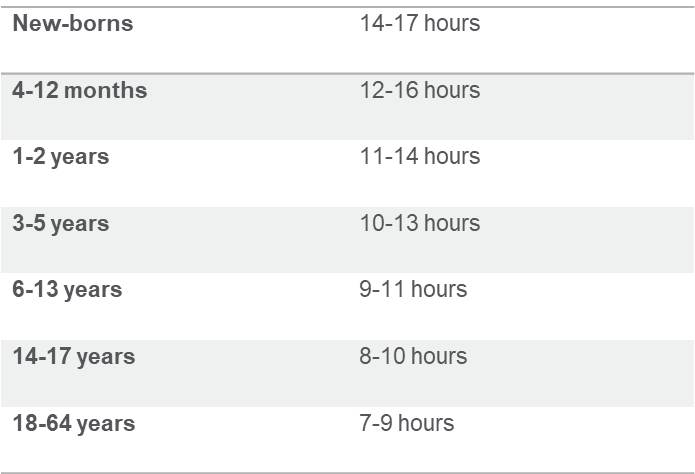 New-borns 14-17 hours
4-12 months 12-16 hours
1-2 years 11-14 hours
3-5 years 10-13 hours
6-13 years 9-11 hours
14-17 years 8-10 hours
18-64 years 7-9 hours